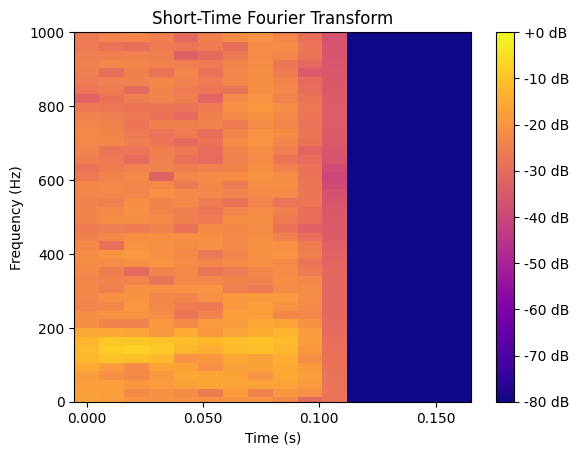 Short-Time Fourier Transform
Frequency (Hz)
1000
800
600
400
200
0
0.000
0.050
0.100
0.150
Time (s)
+0 dB
-10 dB
-20 dB
-30 dB
-40 dB
-50 dB
-60 dB
-70 dB
-80 dB